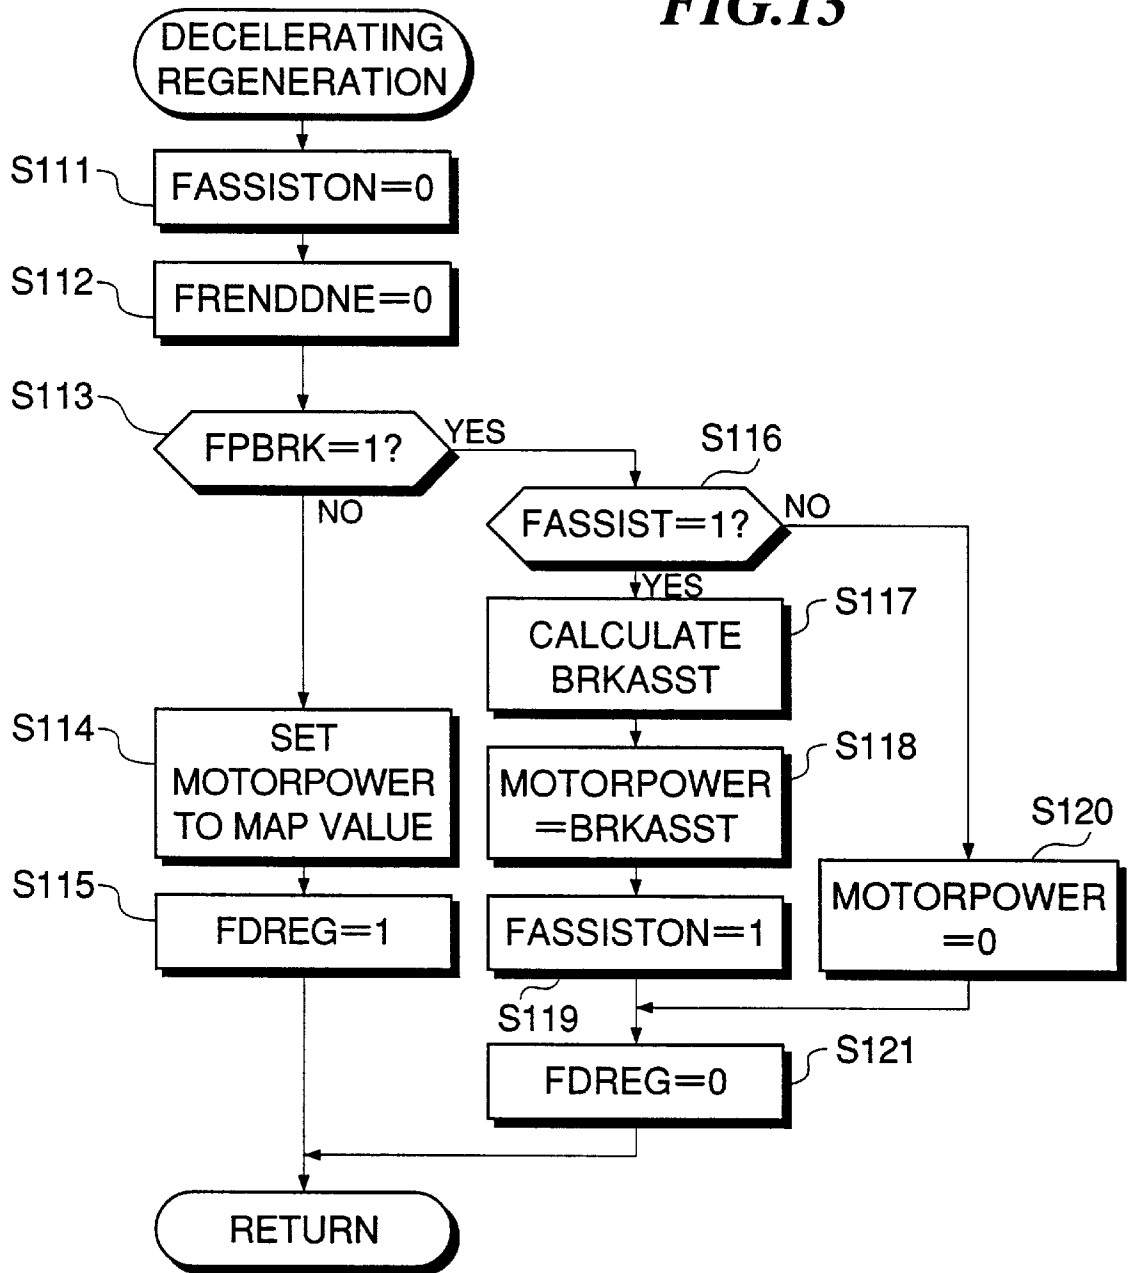 FIG.13
DECELERATING
REGENERATION
S111
FASSISTON=0
S112
FRENDDNE=0
S113
FPBRK=1?
YES
NO
S116
FASSIST=1?
NO
YES
S117
CALCULATE
BRKASST
S114
SET
MOTORPOWER
TO MAP VALUE
S118
MOTORPOWER
=BRKASST
S120
MOTORPOWER
=0
S115
FDREG=1
FASSISTON=1
S119
S121
FDREG=0
RETURN